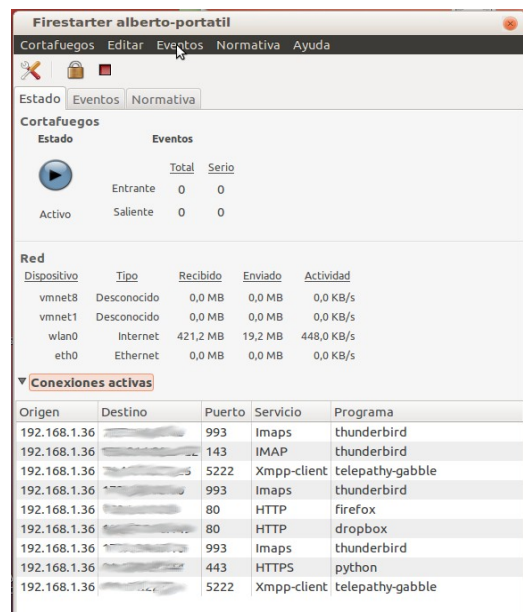 Firestarter alberto-portatil
Cortafuegos Editar Eventos Normativa Ayuda
Estado Eventos Normativa
Cortafuegos
Estado Eventos
Total Serio
Entrante 0 0
Activo Saliente 0 0
Red
Dispositivo Tipo Recibido Enviado Actividad
vmnet8 Desconocido 0,0 MB 0,0 MB 0,0 KB/s
vmnet1 Desconocido 0,0 MB 0,0 MB 0,0 KB/s
wlan0 Internet 421,2 MB 19,2 MB 448,0 KB/s
eth0 Ethernet 0,0 MB 0,0 MB 0,0 KB/s
Conexiones activas
Origen Destino Puerto Servicio Programa
192.168.1.36 993 Imaps thunderbird
192.168.1.36 143 IMAP thunderbird
192.168.1.36 5222 Xmpp-client telepathy-gabble
192.168.1.36 993 Imaps thunderbird
192.168.1.36 80 HTTP firefox
192.168.1.36 80 HTTP dropbox
192.168.1.36 993 Imaps thunderbird
192.168.1.36 443 HTTPS python
192.168.1.36 5222 Xmpp-client telepathy-gabble